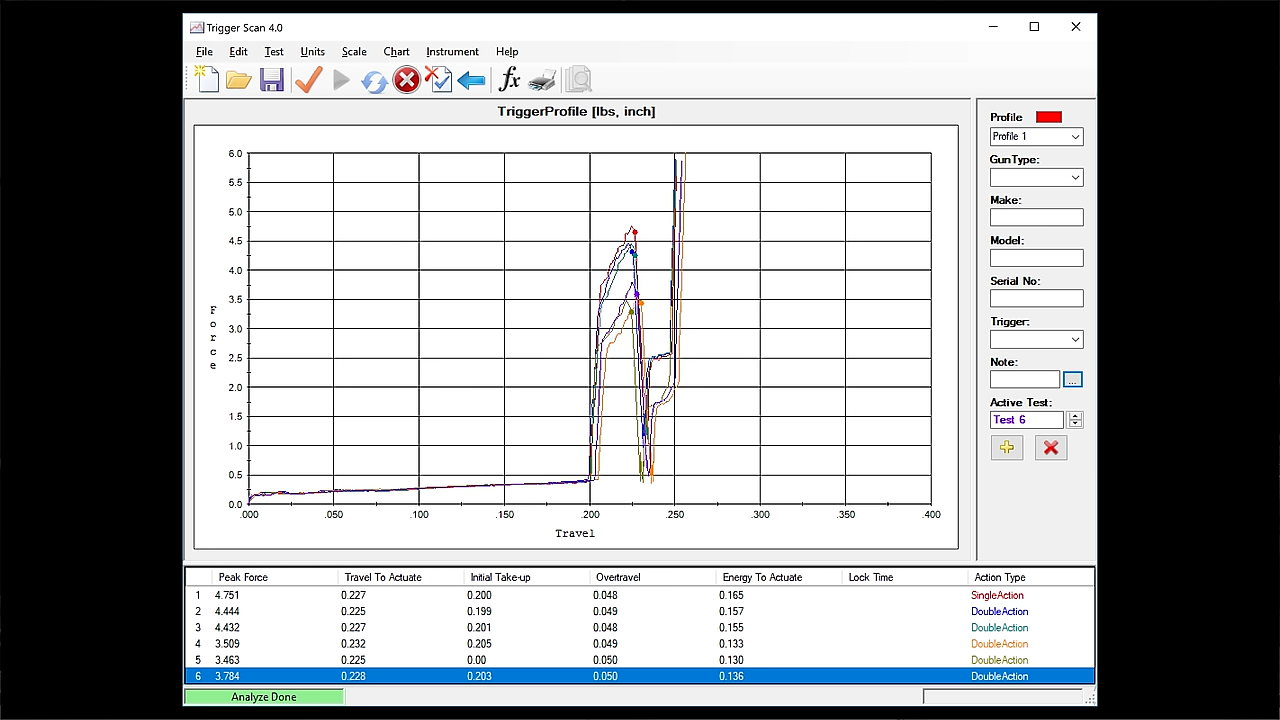 Trigger Scan 4.0
File Edit Test Units Scale Chart Instrument Help
fx
TriggerProfile [lbs, inch]
6.0
5.5
5.0
4.5
4.0
3.5
3.0
2.5
2.0
1.5
1.0
0.5
0.0
Force
.000 .050 .100 .150 .200 .250 .300 .350 .400
Travel
Profile
Profile 1
GunType:
Make:
Model:
Serial No:
Trigger:
Note:
...
Active Test:
Test 6
Peak Force Travel To Actuate Initial Take-up Overtravel Energy To Actuate Lock Time Action Type
1 4.751 0.227 0.200 0.048 0.165 SingleAction
2 4.444 0.225 0.199 0.049 0.157 DoubleAction
3 4.432 0.227 0.201 0.048 0.155 DoubleAction
4 3.509 0.232 0.205 0.049 0.133 DoubleAction
5 3.463 0.225 0.00 0.050 0.130 DoubleAction
6 3.784 0.228 0.203 0.050 0.136 DoubleAction
Analyze Done